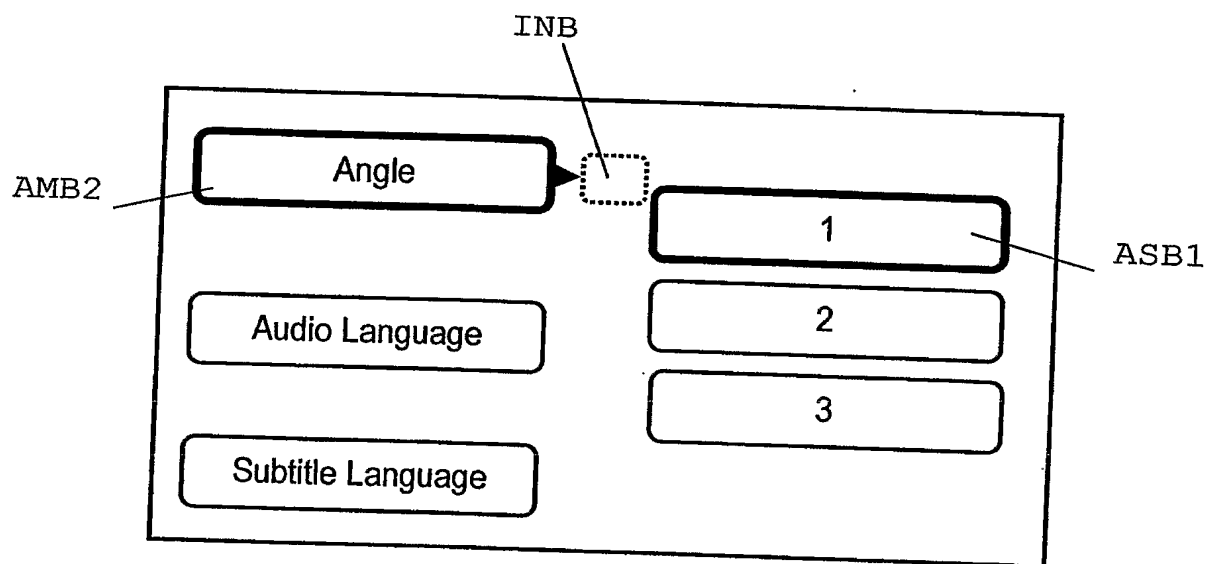 INB
AMB2
Angle
1
ASB1
Audio Language
2
3
Subtitle Language